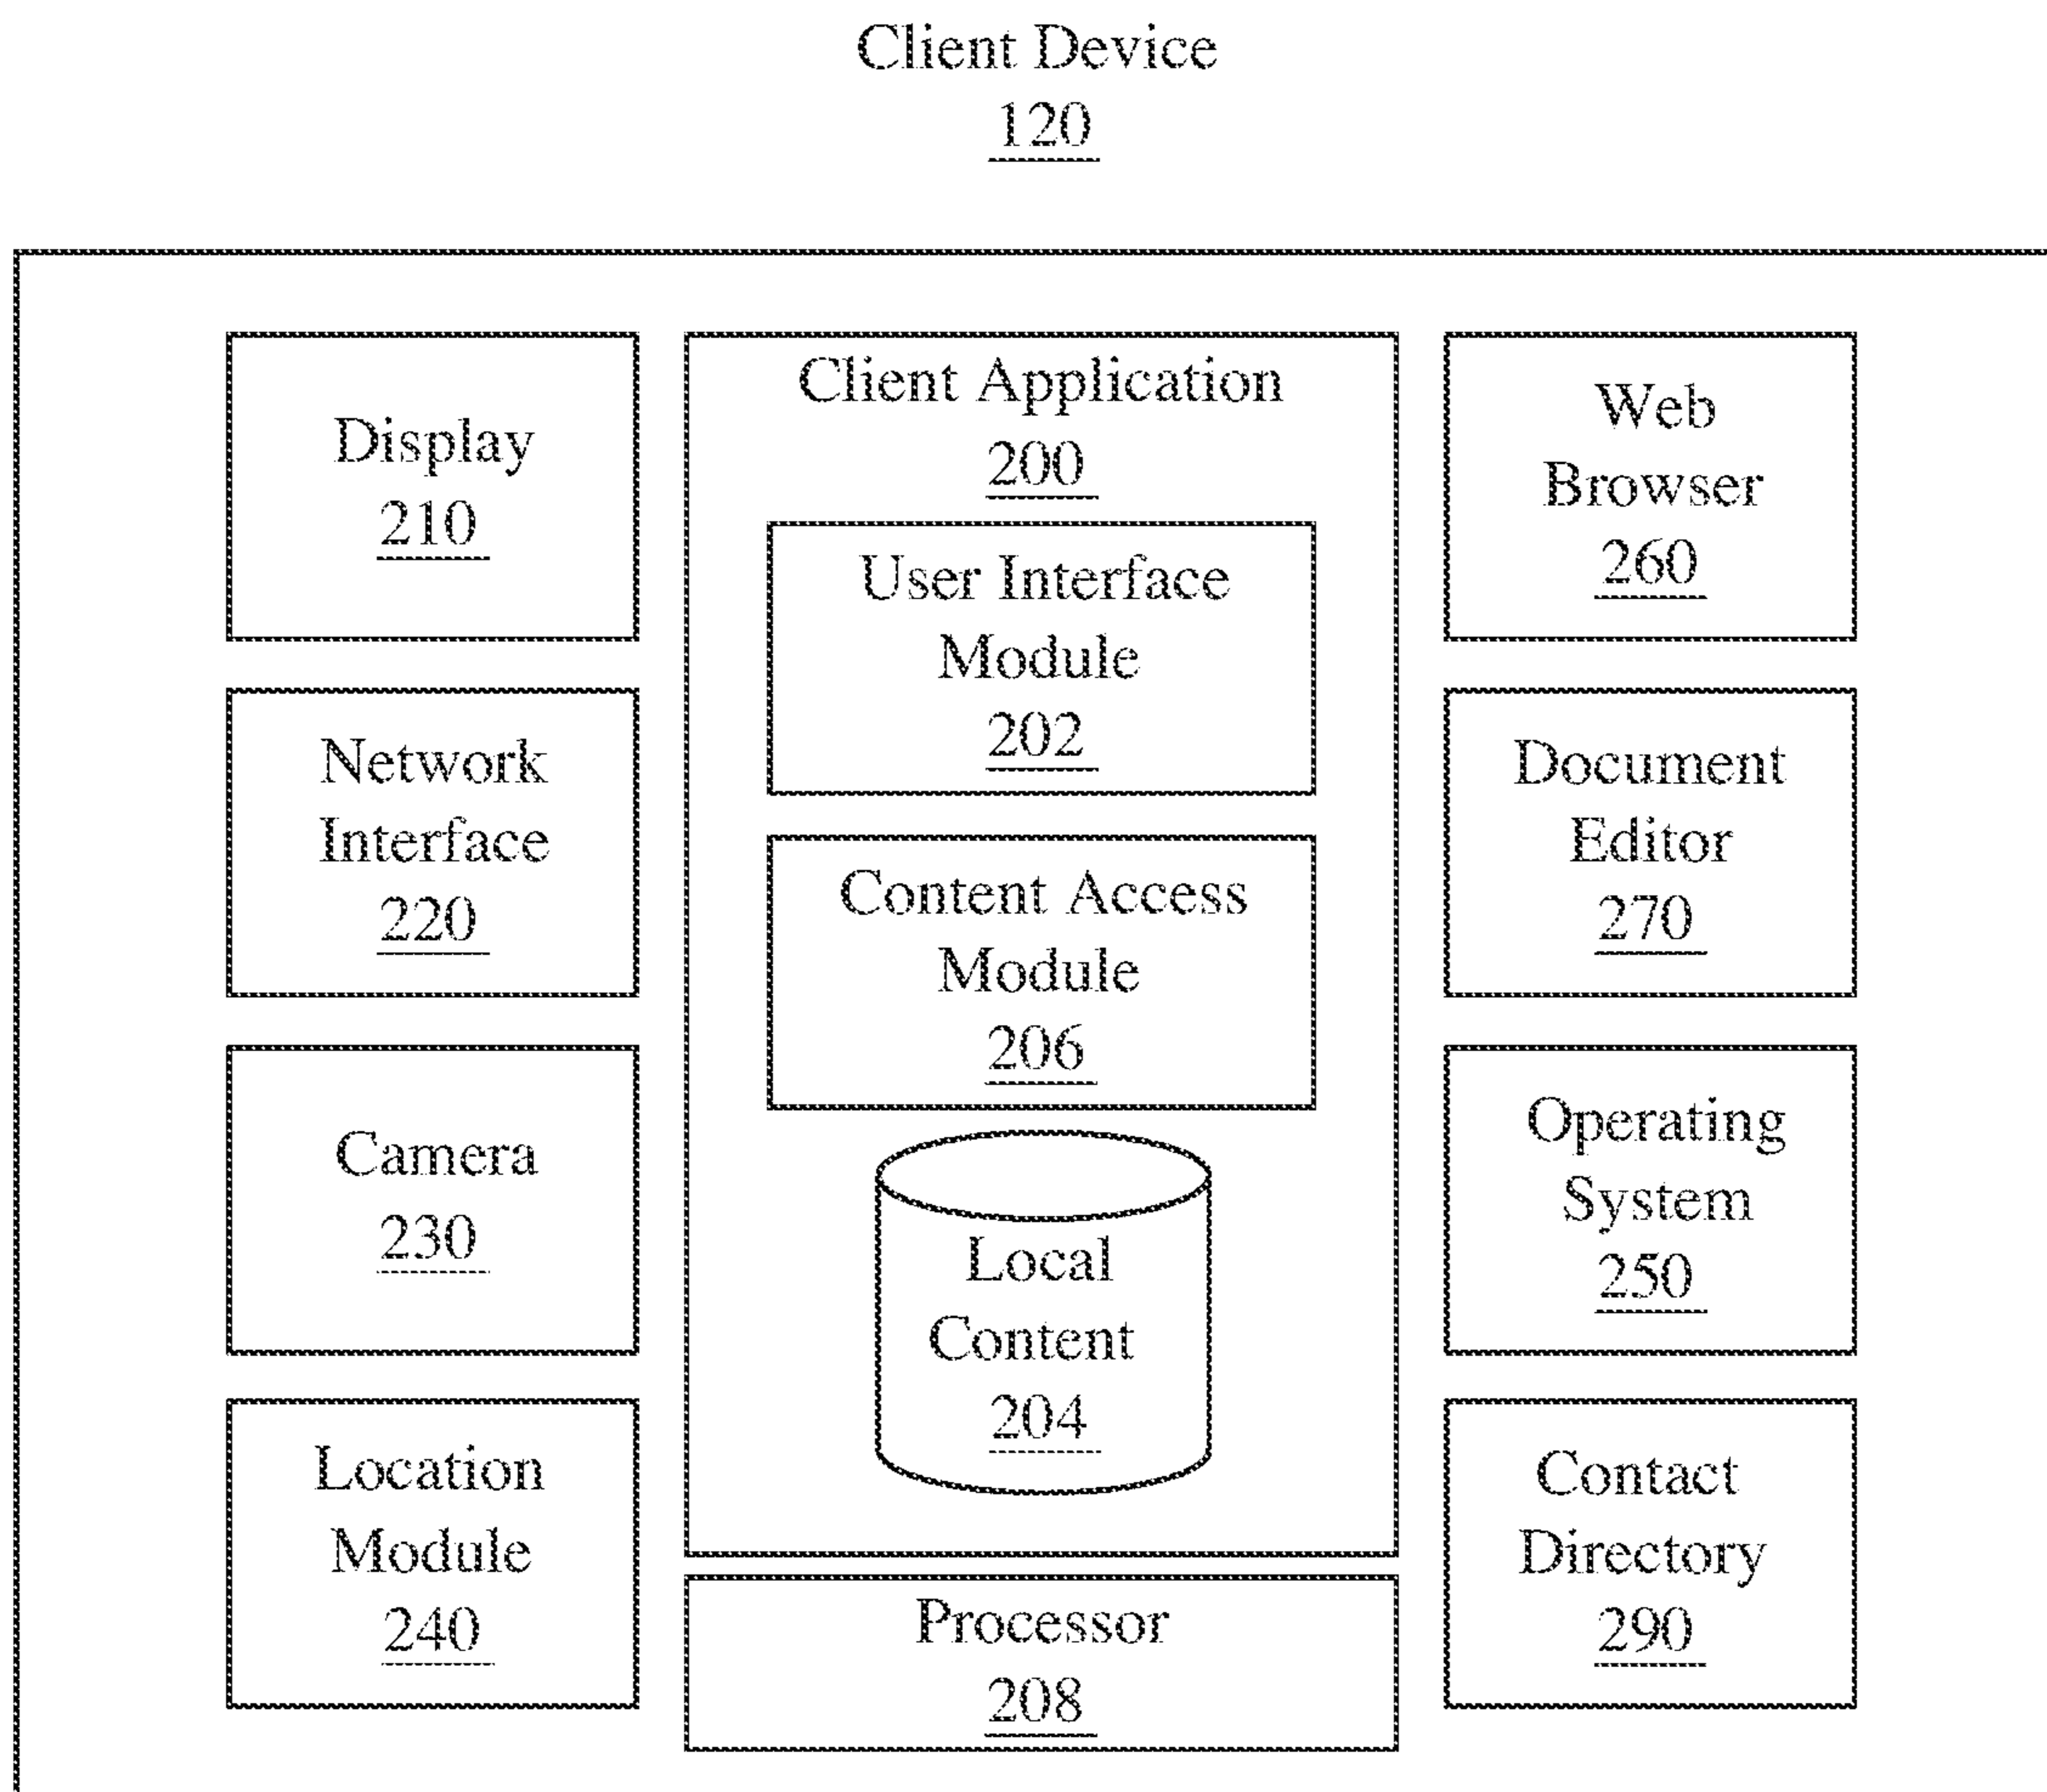 Client Device
120
Display
210
Network
Interface
220
Camera
230
Location
Module
240
Client Application
200
User Interface
Module
202
Content Access
Module
206
Local
Content
204
Processor
208
Web
Browser
260
Document
Editor
270
Operating
System
250
Contact
Directory
290